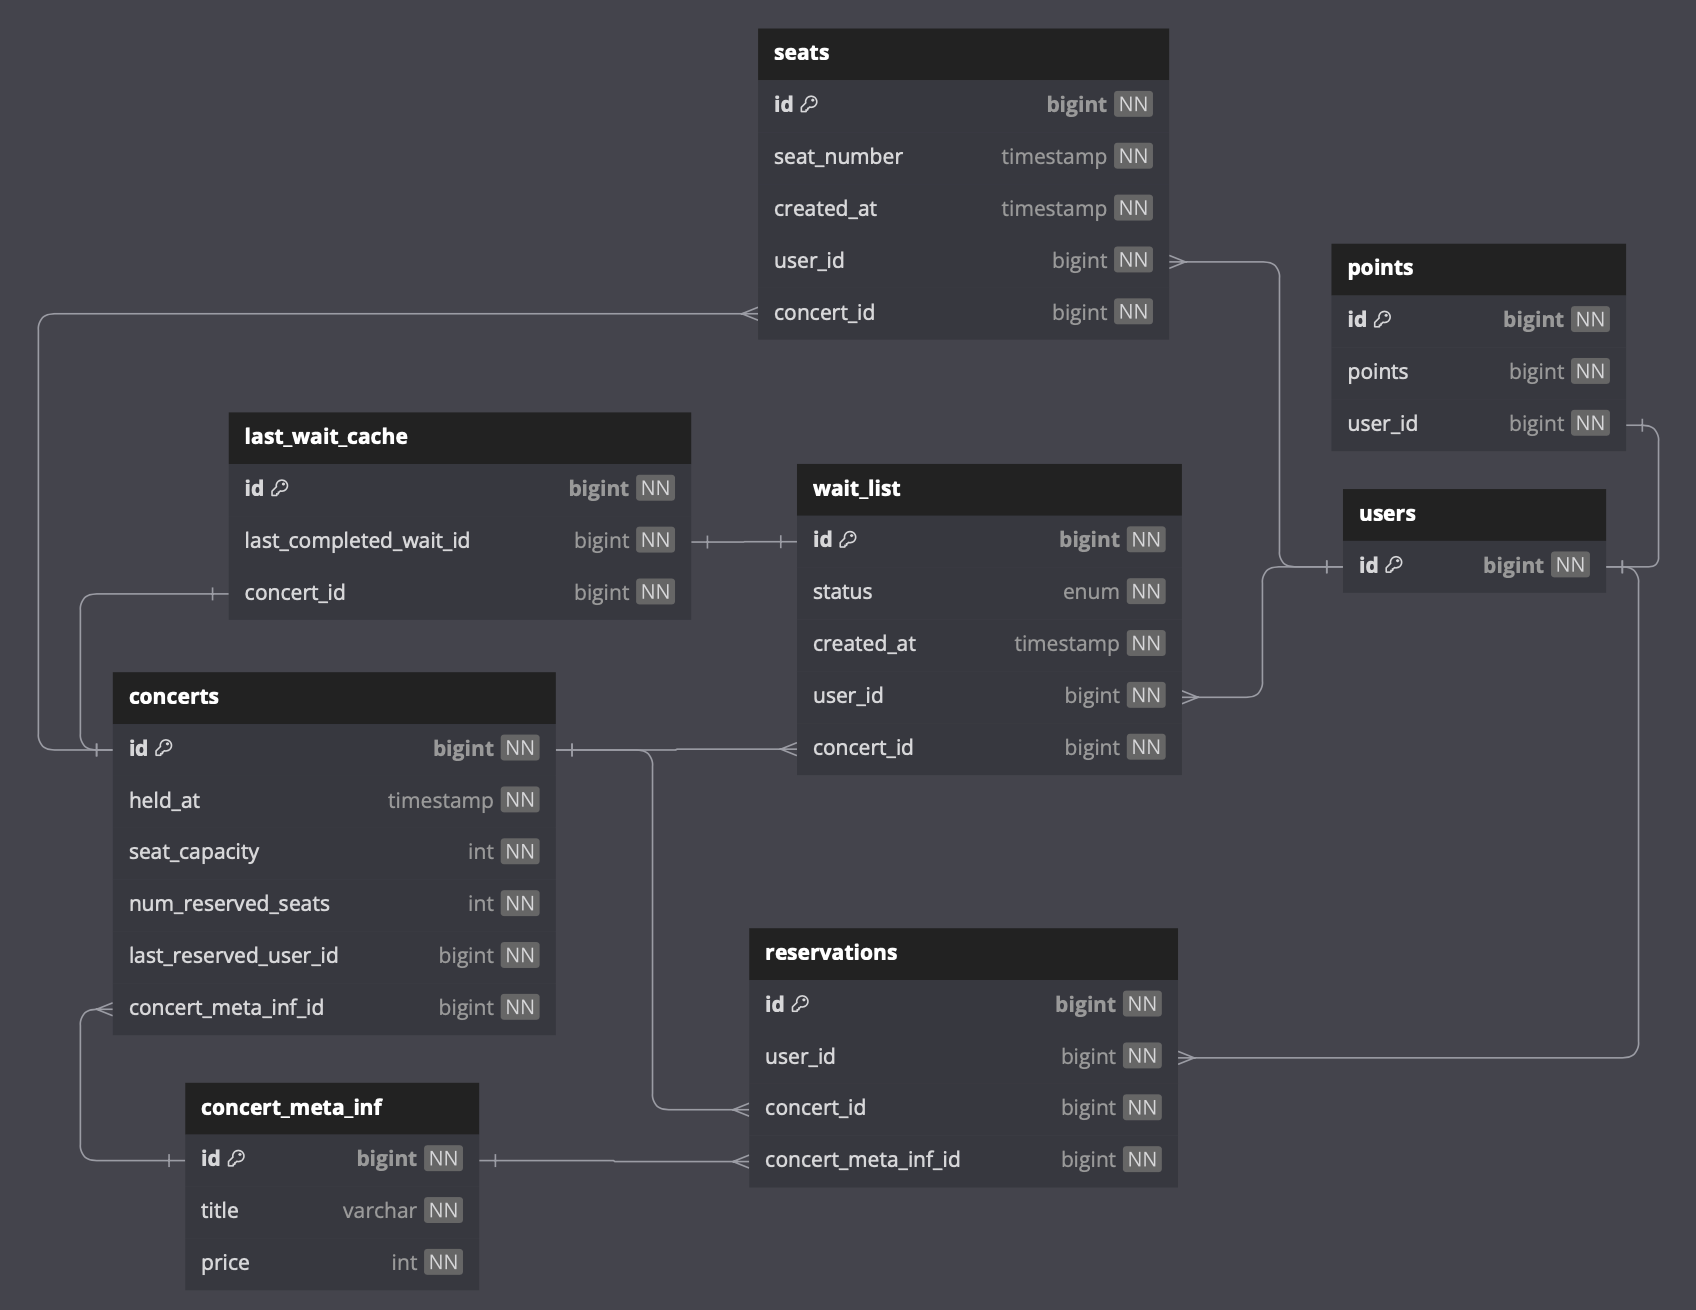 seats
id bigint NN
seat_number timestamp NN
created_at timestamp NN
user_id bigint NN
concert_id bigint NN
points
id bigint NN
points bigint NN
user_id bigint NN
last_wait_cache
id bigint NN
last_completed_wait_id bigint NN
concert_id bigint NN
wait_list
id bigint NN
status enum NN
created_at timestamp NN
user_id bigint NN
concert_id bigint NN
users
id bigint NN
concerts
id bigint NN
held_at timestamp NN
seat_capacity int NN
num_reserved_seats int NN
last_reserved_user_id bigint NN
concert_meta_inf_id bigint NN
reservations
id bigint NN
user_id bigint NN
concert_id bigint NN
concert_meta_inf_id bigint NN
concert_meta_inf
id bigint NN
title varchar NN
price int NN